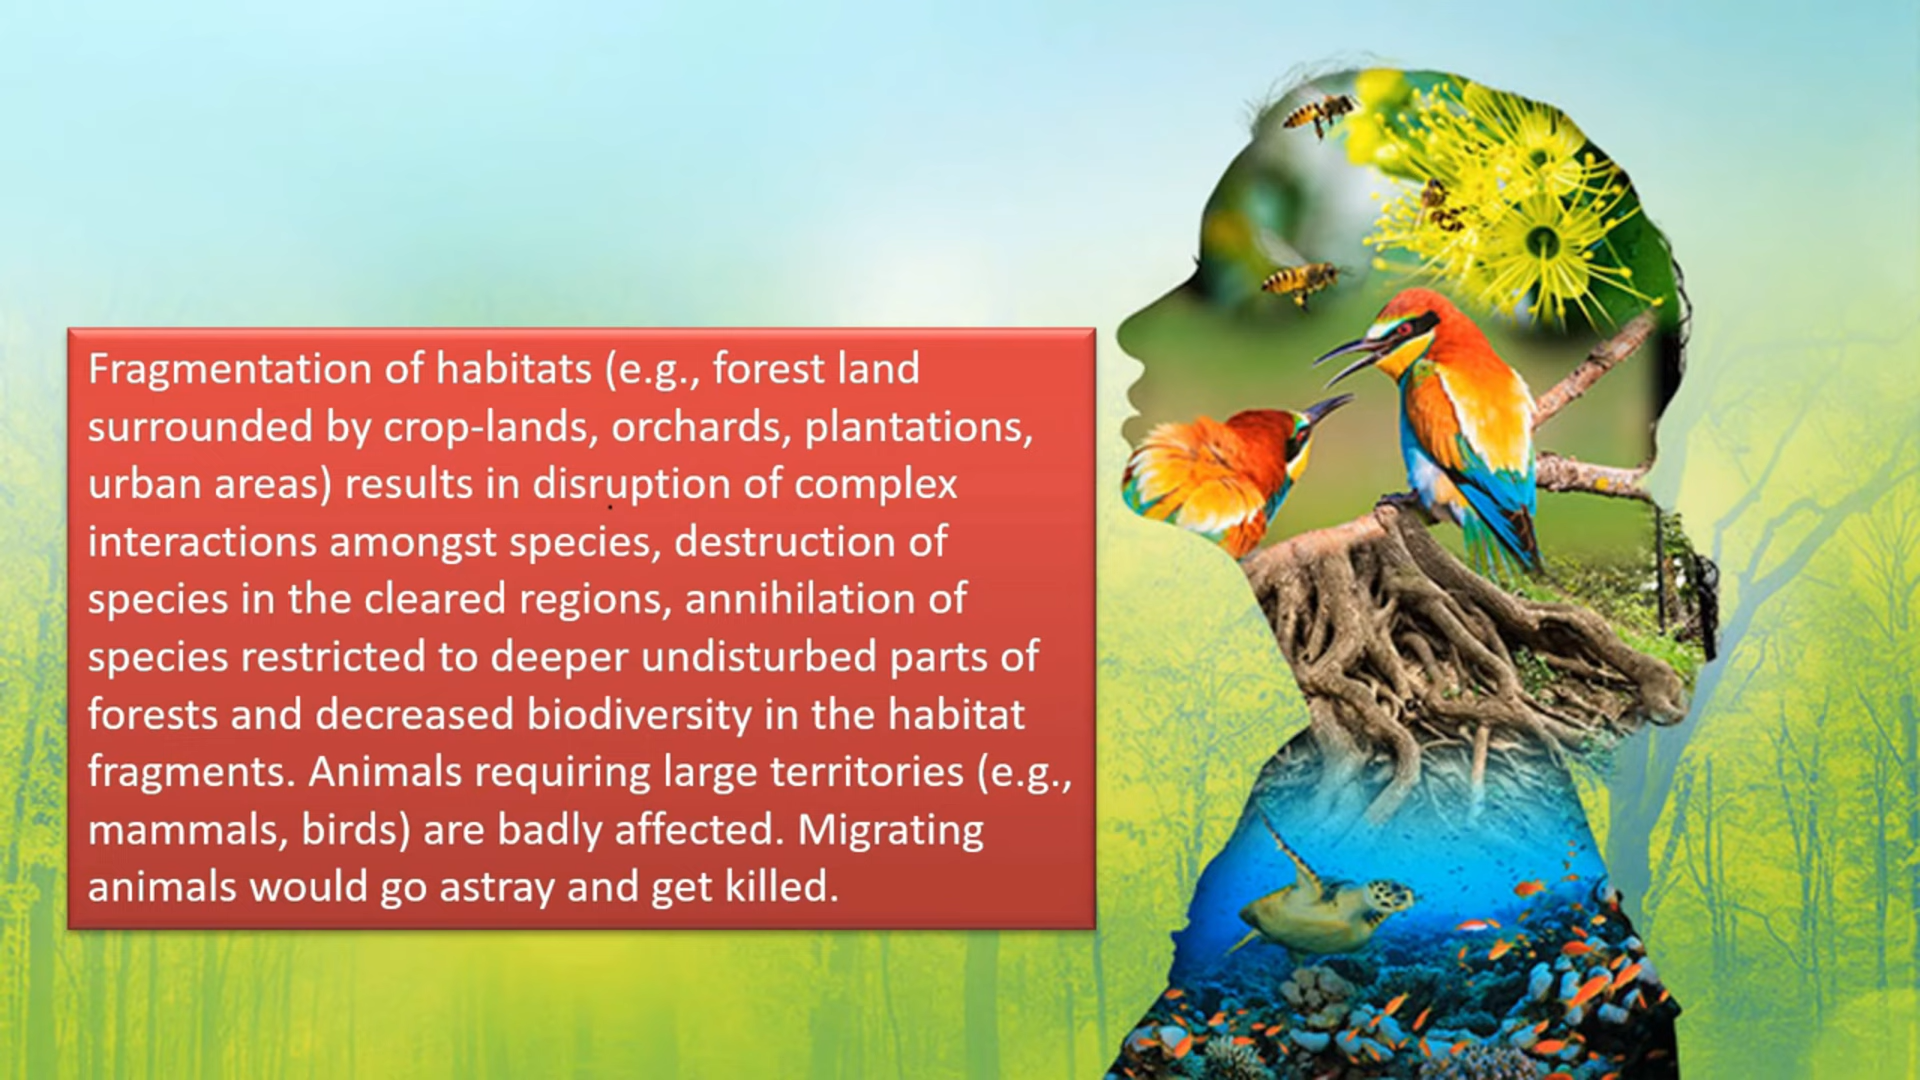 Fragmentation of habitats (e.g., forest land
surrounded by crop-lands, orchards, plantations,
urban areas) results in disruption of complex
interactions amongst species, destruction of
species in the cleared regions, annihilation of
species restricted to deeper undisturbed parts of
forests and decreased biodiversity in the habitat
fragments. Animals requiring large territories (e.g.,
mammals, birds) are badly affected. Migrating
animals would go astray and get killed.